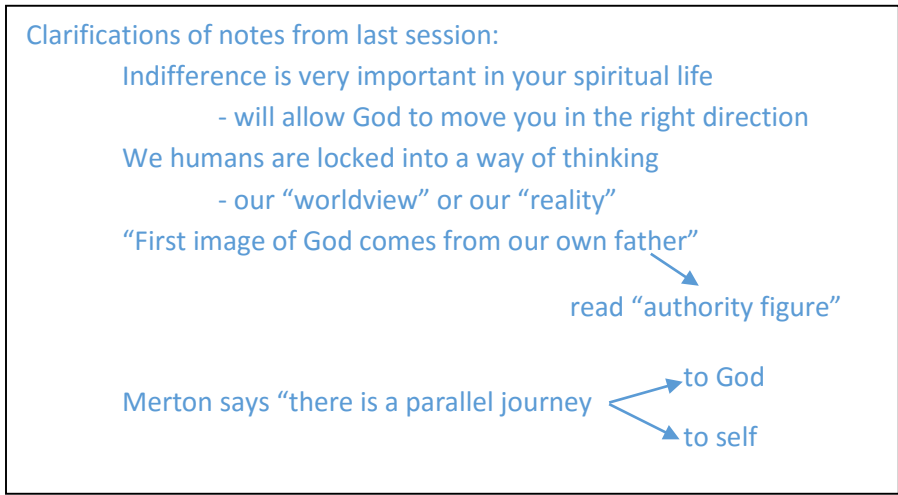 Clarifications of notes from last session:
Indifference is very important in your spiritual life
- will allow God to move you in the right direction
We humans are locked into a way of thinking
- our “worldview” or our “reality”
“First image of God comes from our own father”
read “authority figure”
Merton says “there is a parallel journey
to God
to self